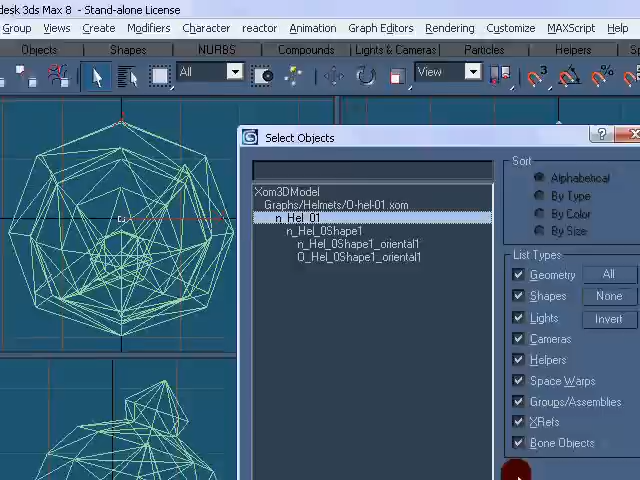 desk 3ds Max 8 - Stand-alone License
Group Views Create Modifiers Character reactor Animation Graph Editors Rendering Customize MAXScript Help
Objects Shapes NURBS Compounds Lights & Cameras Particles Helpers
All View
Select Objects
Xom3DModel
Graphs/Helmets/O-hel-01.xom
n_Hel_01
n_Hel_0Shape1
n_Hel_0Shape1_oriental1
O_Hel_0Shape1_oriental1
Sort
Alphabetical
By Type
By Color
By Size
List Types
Geometry All
Shapes None
Lights Invert
Cameras
Helpers
Space Warps
Groups/Assemblies
XRefs
Bone Objects